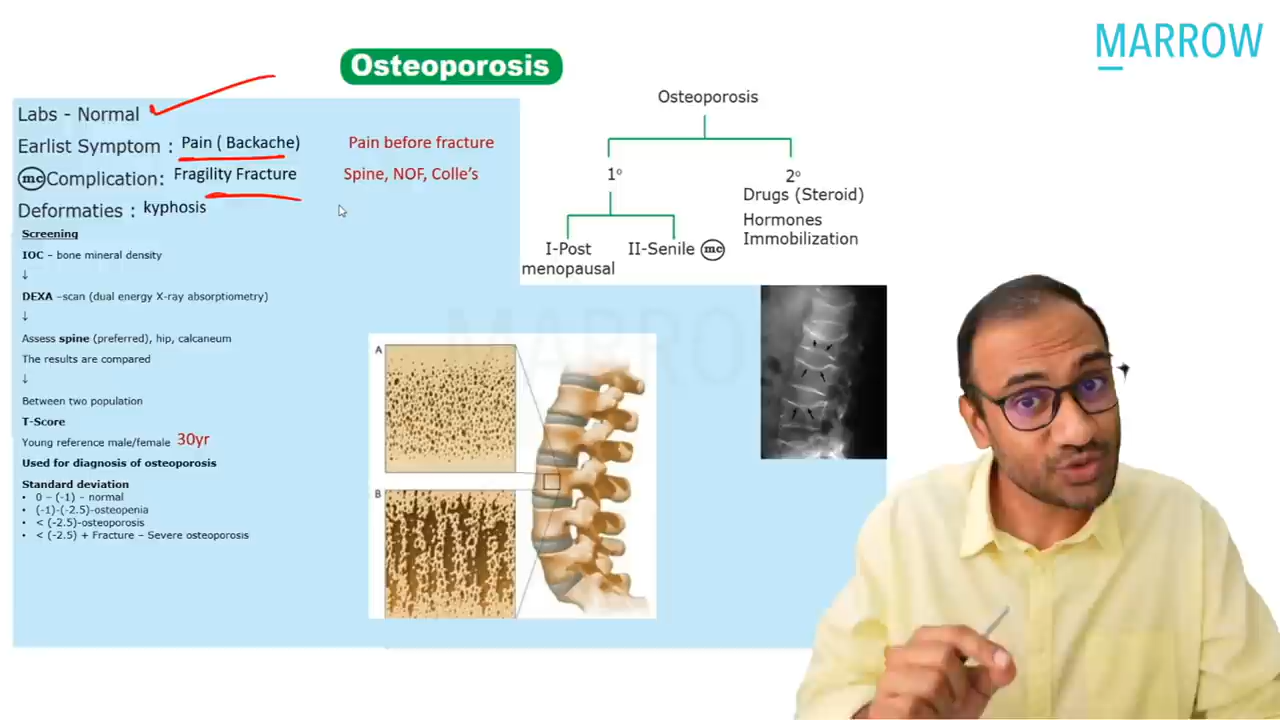 MARROW
Osteoporosis
Labs - Normal
Earlist Symptom : Pain ( Backache) Pain before fracture
mc Complication: Fragility Fracture Spine, NOF, Colle's
Deformaties : kyphosis
Screening
IOC – bone mineral density
↓
DEXA –scan (dual energy X-ray absorptiometry)
↓
Assess spine (preferred), hip, calcaneum
The results are compared
↓
Between two population
T-Score
Young reference male/female 30yr
Used for diagnosis of osteoporosis
Standard deviation
• 0 – (-1) – normal
• (-1)-(-2.5)-osteopenia
• < (-2.5)-osteoporosis
• < (-2.5) + Fracture – Severe osteoporosis
Osteoporosis
1°
2°
Drugs (Steroid)
Hormones
Immobilization
I-Post
menopausal
II-Senile mc
A
B
MARROW